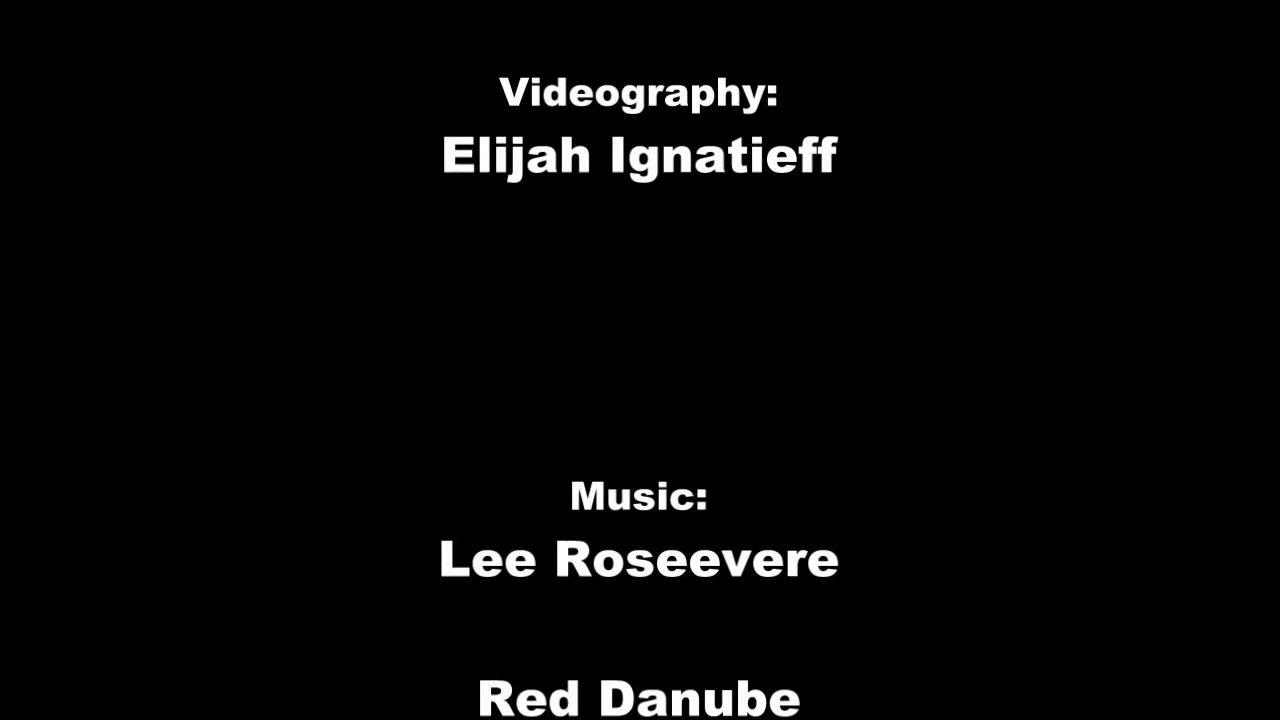 Videography:
Elijah Ignatieff
Music:
Lee Roseevere
Red Danube